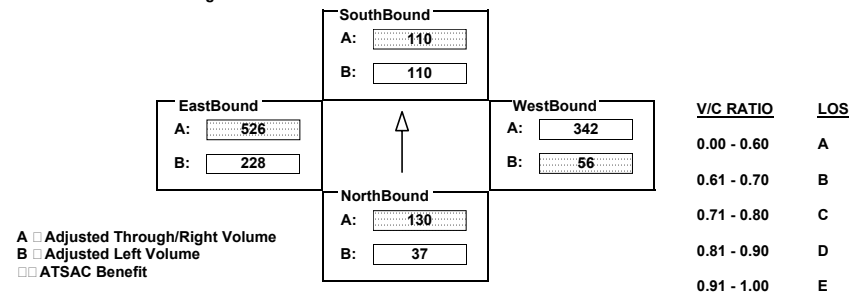 SouthBound
A: 110
B: 110
EastBound
A: 526
B: 228
WestBound
A: 342
B: 56
NorthBound
A: 130
B: 37
A □ Adjusted Through/Right Volume
B □ Adjusted Left Volume
□□ ATSAC Benefit
V/C RATIO LOS
0.00 - 0.60 A
0.61 - 0.70 B
0.71 - 0.80 C
0.81 - 0.90 D
0.91 - 1.00 E